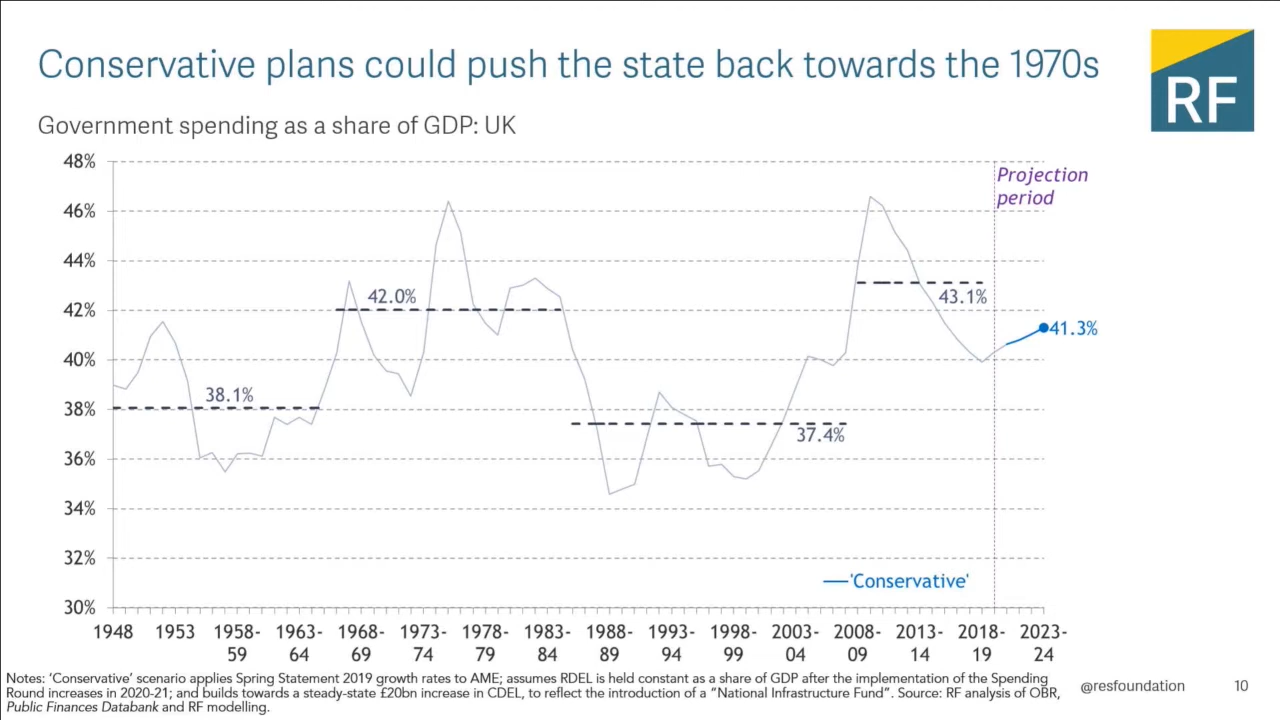 Conservative plans could push the state back towards the 1970s
RF
Government spending as a share of GDP: UK
48%
46%
44%
42%
40%
38%
36%
34%
32%
30%
Projection
period
38.1%
42.0%
37.4%
43.1%
41.3%
'Conservative'
1948 1953 1958- 1963- 1968- 1973- 1978- 1983- 1988- 1993- 1998- 2003- 2008- 2013- 2018- 2023-
59 64 69 74 79 84 89 94 99 04 09 14 19 24
Notes: ‘Conservative’ scenario applies Spring Statement 2019 growth rates to AME; assumes RDEL is held constant as a share of GDP after the implementation of the Spending
Round increases in 2020-21; and builds towards a steady-state £20bn increase in CDEL, to reflect the introduction of a “National Infrastructure Fund”. Source: RF analysis of OBR,
Public Finances Databank and RF modelling.
@resfoundation
10